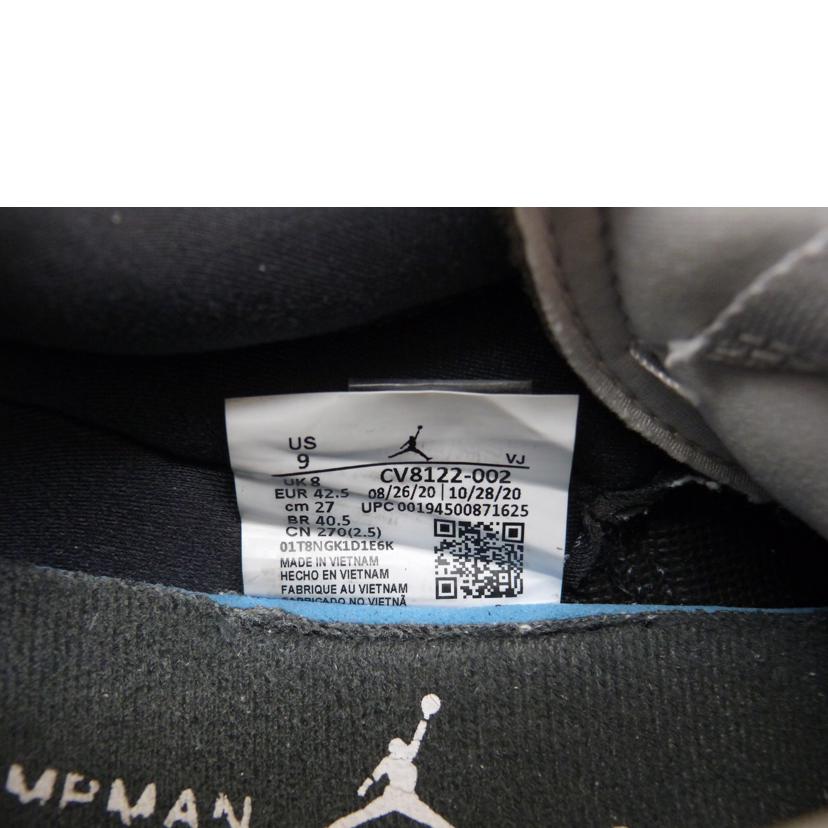 US
9 VJ
UK 8 CV8122-002
EUR 42.5 08/26/20 | 10/28/20
cm 27 UPC 00194500871625
BR 40.5
CN 270(2.5)
01T8NGK1D1E6K
MADE IN VIETNAM
HECHO EN VIETNAM
FABRIQUE AU VIETNAM
FABRICADO NO VIETNÃ
MPMAN